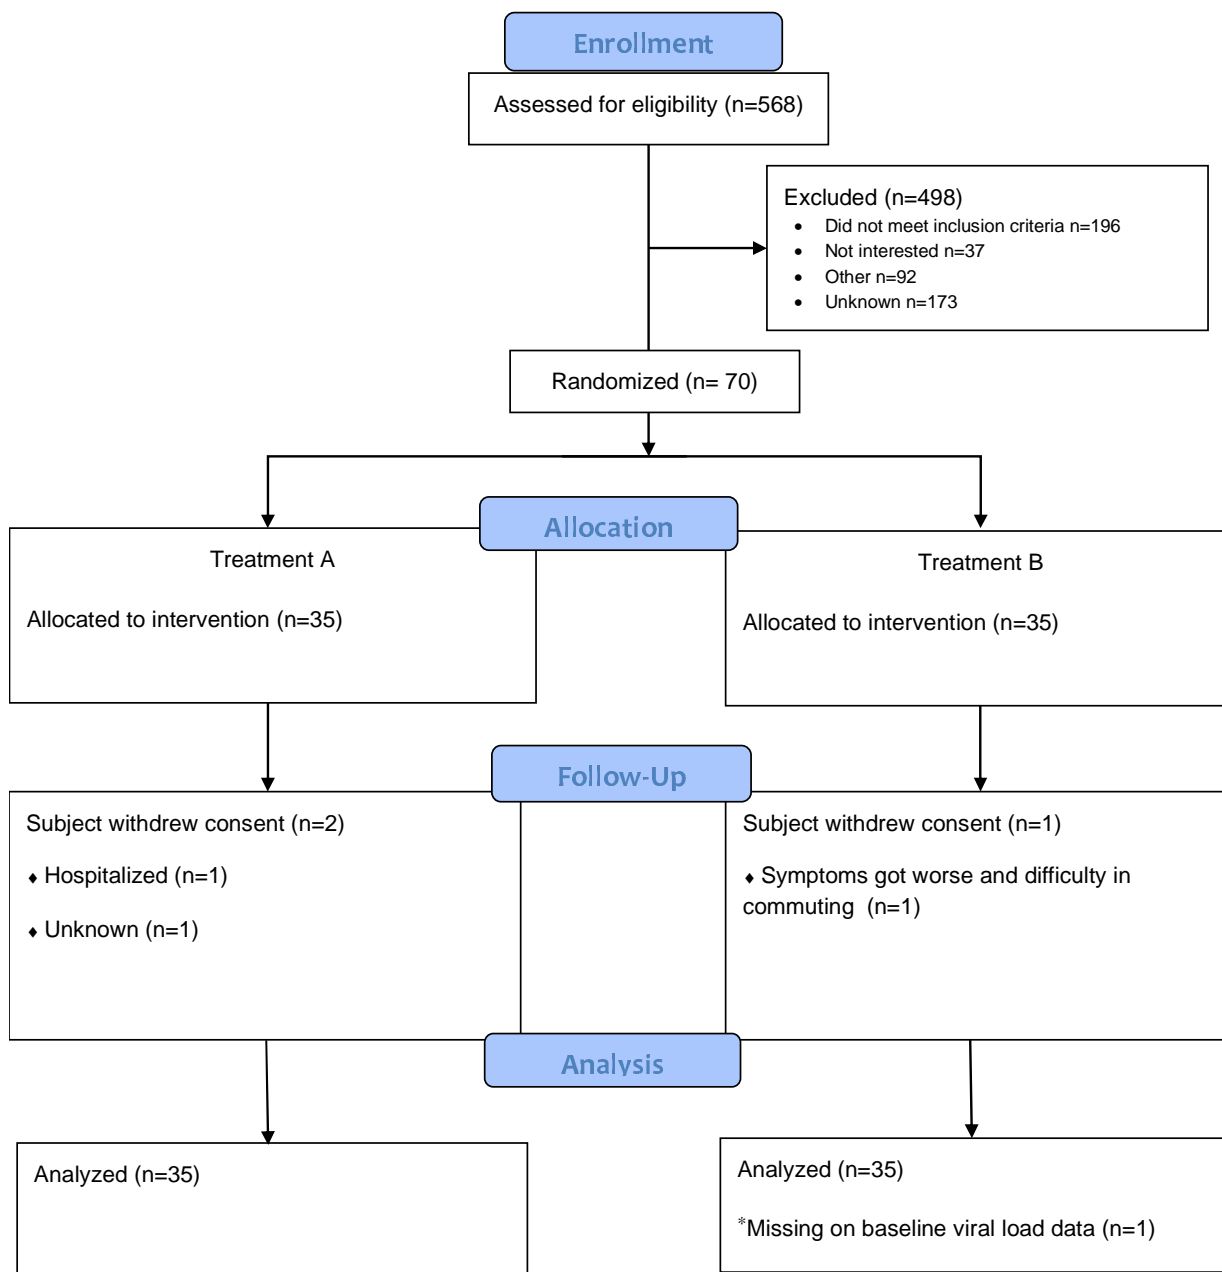 Enrollment
Assessed for eligibility (n=568)
Excluded (n=498)
• Did not meet inclusion criteria n=196
• Not interested n=37
• Other n=92
• Unknown n=173
Randomized (n= 70)
Allocation
Treatment A
Allocated to intervention (n=35)
Treatment B
Allocated to intervention (n=35)
Follow-Up
Subject withdrew consent (n=2)
♦ Hospitalized (n=1)
♦ Unknown (n=1)
Subject withdrew consent (n=1)
♦ Symptoms got worse and difficulty in
commuting (n=1)
Analysis
Analyzed (n=35)
Analyzed (n=35)
*Missing on baseline viral load data (n=1)